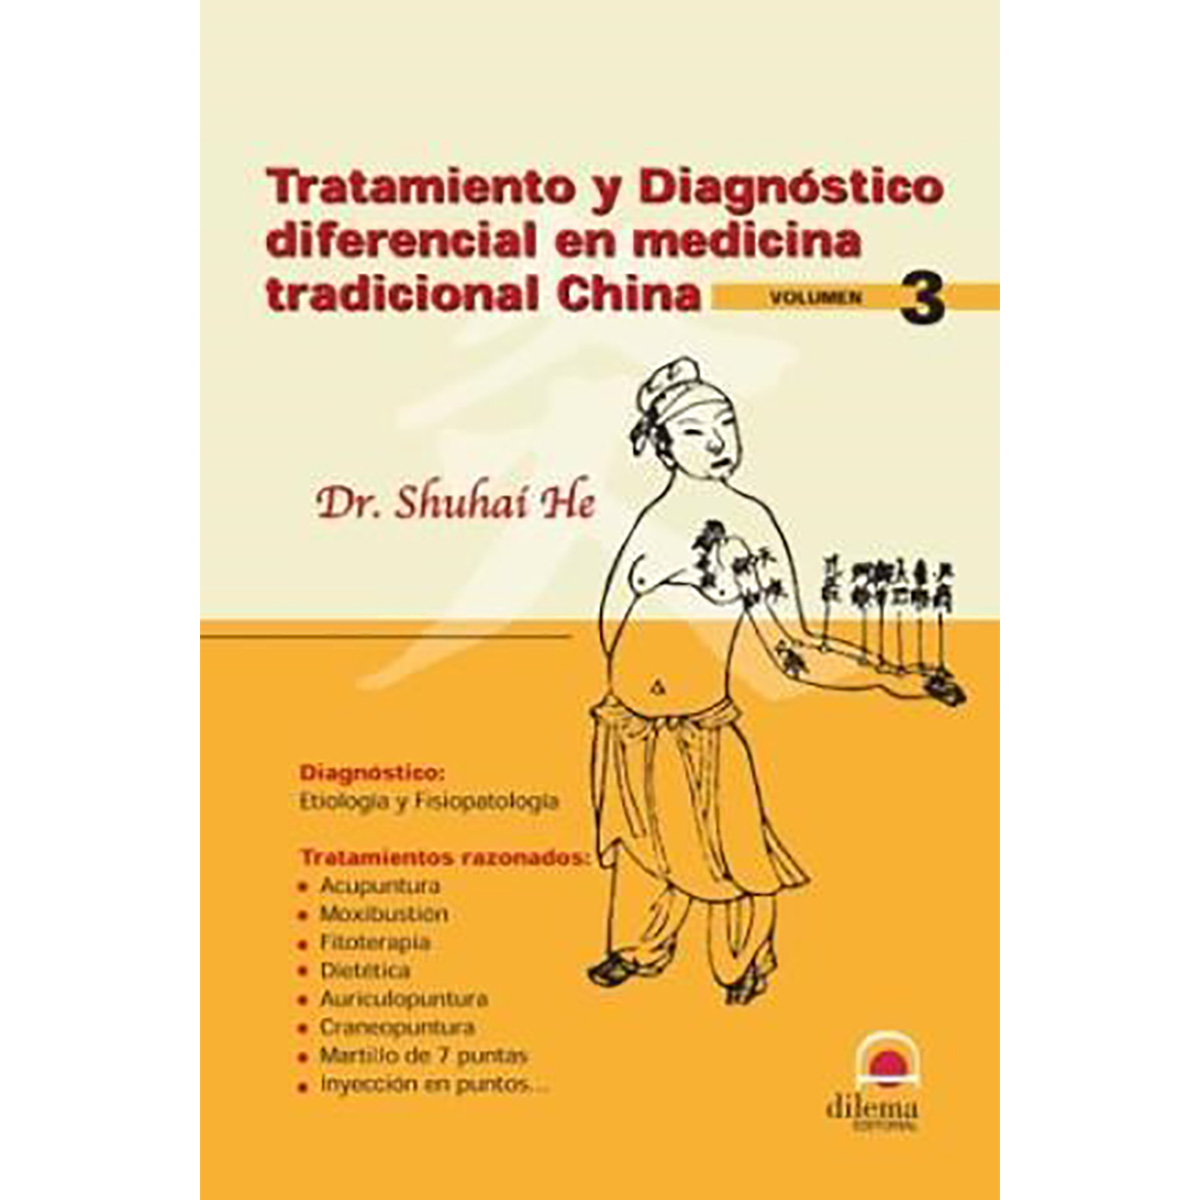 Tratamiento y Diagnóstico
diferencial en medicina
tradicional China
VOLUMEN 3
Dr. Shuhai He
Diagnóstico:
Etiología y Fisiopatología
Tratamientos razonados:
• Acupuntura
• Moxibustión
• Fitoterapia
• Dietética
• Auriculopuntura
• Craneopuntura
• Martillo de 7 puntas
• Inyección en puntos...
dilema
EDITORIAL